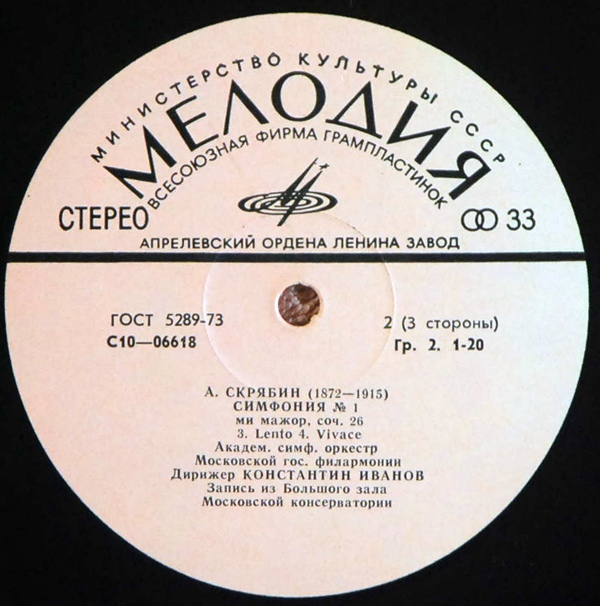 МИНИСТЕРСТВО КУЛЬТУРЫ СССР
МЕЛОДИЯ
ВСЕСОЮЗНАЯ ФИРМА ГРАМПЛАСТИНОК
СТЕРЕО 33
АПРЕЛЕВСКИЙ ОРДЕНА ЛЕНИНА ЗАВОД
ГОСТ 5289-73 2 (3 стороны)
С10—06618 Гр. 2. 1-20
А. СКРЯБИН (1872—1915)
СИМФОНИЯ № 1
ми мажор, соч. 26
3. Lento 4. Vivace
Академ. симф. оркестр
Московской гос. филармонии
Дирижер КОНСТАНТИН ИВАНОВ
Запись из Большого зала
Московской консерватории